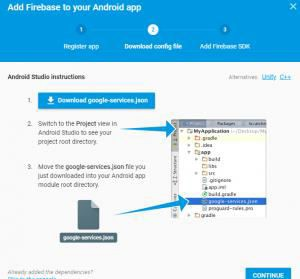 Add Firebase to your Android app
1
2
3
Register app
Download config file
Add Firebase SDK
Android Studio instructions
Alternatives: Unity C++
1. Download google-services.json
2. Switch to the Project view in
Android Studio to see your
project root directory.
3. Move the google-services.json file you
just downloaded into your Android app
module root directory.
google-services.json
Project
Packages
MyApplication
.gradle
.idea
app
build
libs
src
.gitignore
app.iml
build.gradle
google-services.json
proguard-rules.pro
gradle
1: Project
Z: Structure
Already added the dependencies?
CONTINUE